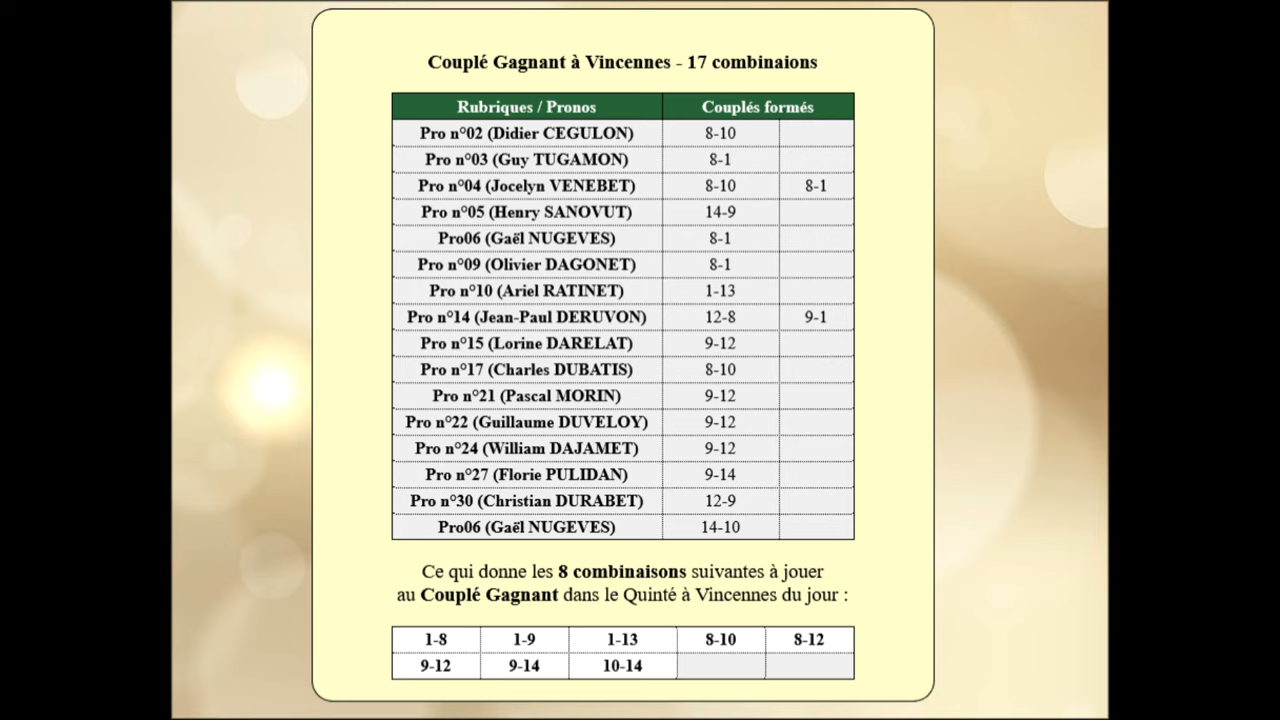 Couplé Gagnant à Vincennes - 17 combinaions
Rubriques / Pronos Couplés formés
Pro n°02 (Didier CEGULON) 8-10
Pro n°03 (Guy TUGAMON) 8-1
Pro n°04 (Jocelyn VENEBET) 8-10 8-1
Pro n°05 (Henry SANOVUT) 14-9
Pro06 (Gaël NUGEVES) 8-1
Pro n°09 (Olivier DAGONET) 8-1
Pro n°10 (Ariel RATINET) 1-13
Pro n°14 (Jean-Paul DERUVON) 12-8 9-1
Pro n°15 (Lorine DARELAT) 9-12
Pro n°17 (Charles DUBATIS) 8-10
Pro n°21 (Pascal MORIN) 9-12
Pro n°22 (Guillaume DUVELOY) 9-12
Pro n°24 (William DAJAMET) 9-12
Pro n°27 (Florie PULIDAN) 9-14
Pro n°30 (Christian DURABET) 12-9
Pro06 (Gaël NUGEVES) 14-10
Ce qui donne les 8 combinaisons suivantes à jouer
au Couplé Gagnant dans le Quinté à Vincennes du jour :
1-8 1-9 1-13 8-10 8-12
9-12 9-14 10-14